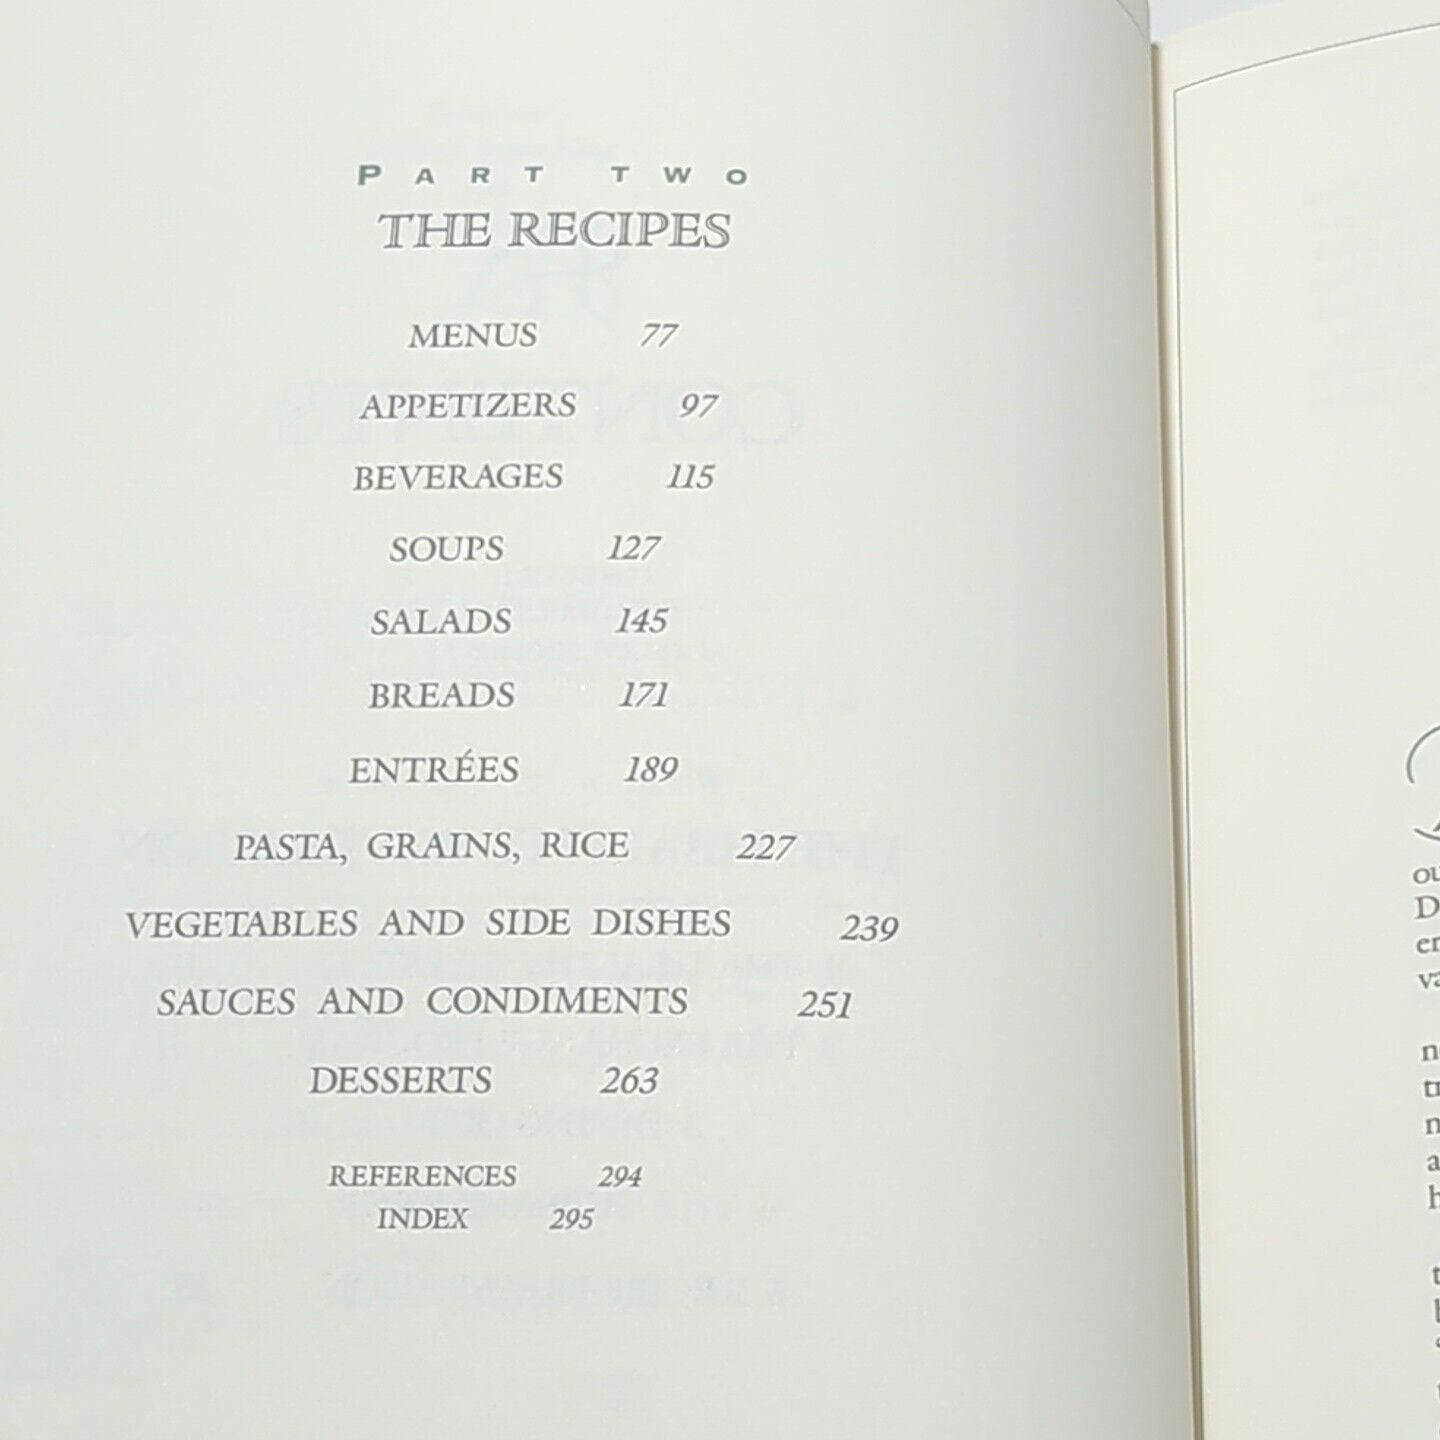 PART TWO
THE RECIPES
MENUS 77
APPETIZERS 97
BEVERAGES 115
SOUPS 127
SALADS 145
BREADS 171
ENTRÉES 189
PASTA, GRAINS, RICE 227
VEGETABLES AND SIDE DISHES 239
SAUCES AND CONDIMENTS 251
DESSERTS 263
REFERENCES 294
INDEX 295